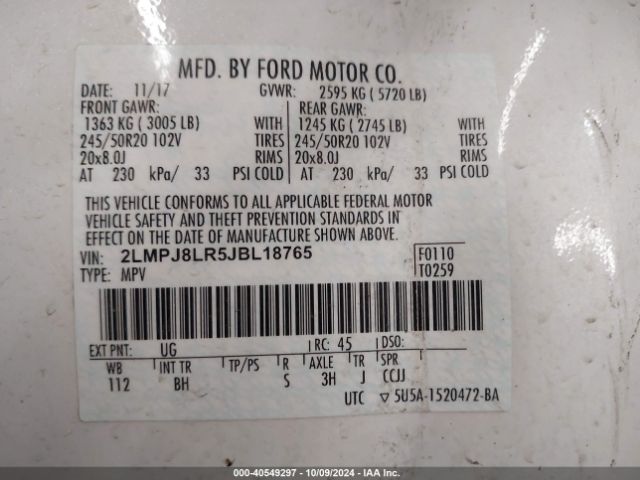 MFD. BY FORD MOTOR CO.
DATE: 11/17 GVWR: 2595 KG ( 5720 LB)
FRONT GAWR: REAR GAWR:
1363 KG ( 3005 LB) WITH 1245 KG ( 2745 LB) WITH
245/50R20 102V TIRES 245/50R20 102V TIRES
20x8.0J RIMS 20x8.0J RIMS
AT 230 kPa/ 33 PSI COLD AT 230 kPa/ 33 PSI COLD
THIS VEHICLE CONFORMS TO ALL APPLICABLE FEDERAL MOTOR
VEHICLE SAFETY AND THEFT PREVENTION STANDARDS IN
EFFECT ON THE DATE OF MANUFACTURE SHOWN ABOVE.
VIN: 2LMPJ8LR5JBL18765 F0110
TYPE: MPV T0259
EXT PNT: UG RC: 45 DSO:
WB INT TR TP/PS R AXLE TR SPR
112 BH S 3H J CCJJ
UTC ▽ 5U5A-1520472-BA
000-40549297 - 10/09/2024 - IAA Inc.